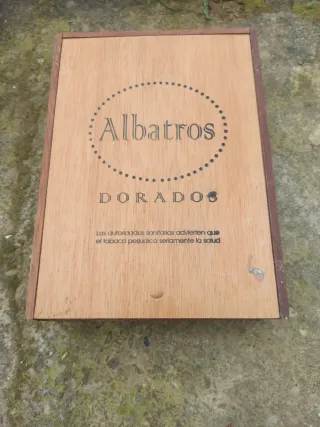 Albatros
DORADOS
Las autoridades sanitarias advierten que
el tabaco perjudica seriamente la salud